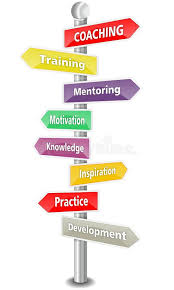 COACHING
Training
Mentoring
Motivation
Knowledge
Inspiration
Practice
Development